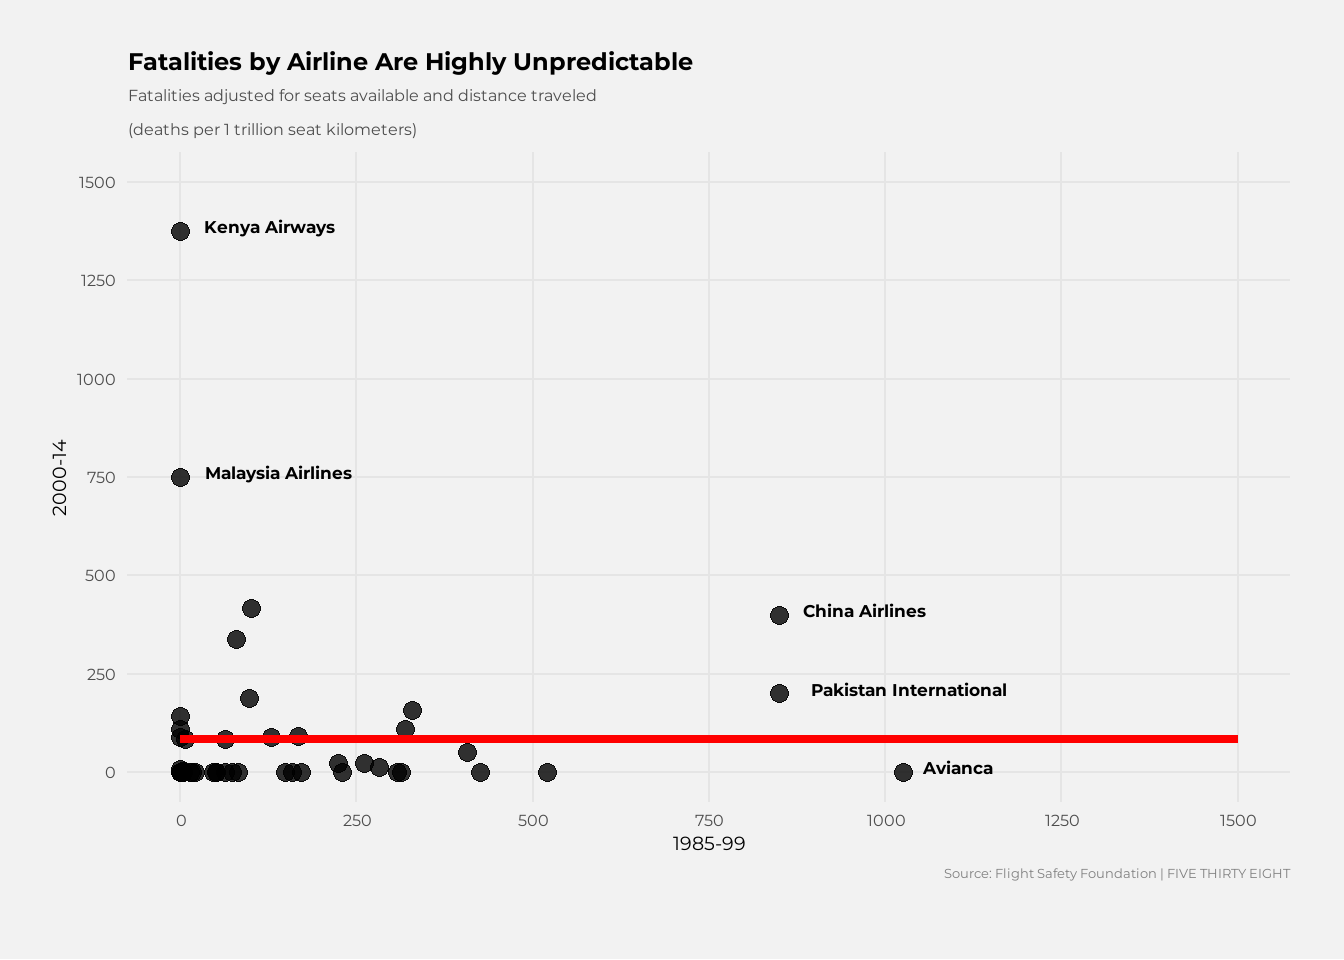 Fatalities by Airline Are Highly Unpredictable
Fatalities adjusted for seats available and distance traveled
(deaths per 1 trillion seat kilometers)
1500
Kenya Airways
1250
1000
2000-14
750
Malaysia Airlines
500
China Airlines
250
Pakistan International
0
Avianca
0 250 500 750 1000 1250 1500
1985-99
Source: Flight Safety Foundation | FIVE THIRTY EIGHT